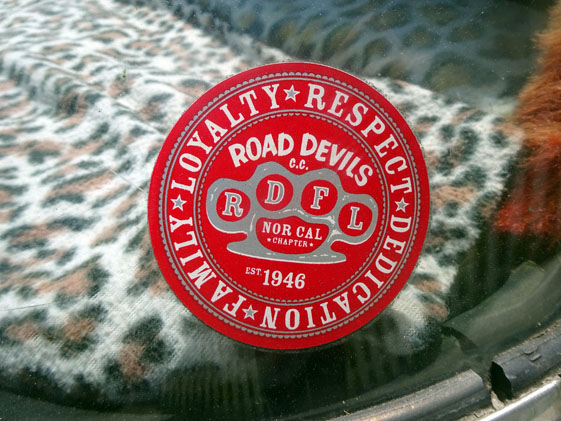 LOYALTY ★ RESPECT ★ DEDICATION ★ FAMILY ★
ROAD DEVILS
C.C.
R D F L
NOR CAL
★ CHAPTER ★
EST. 1946